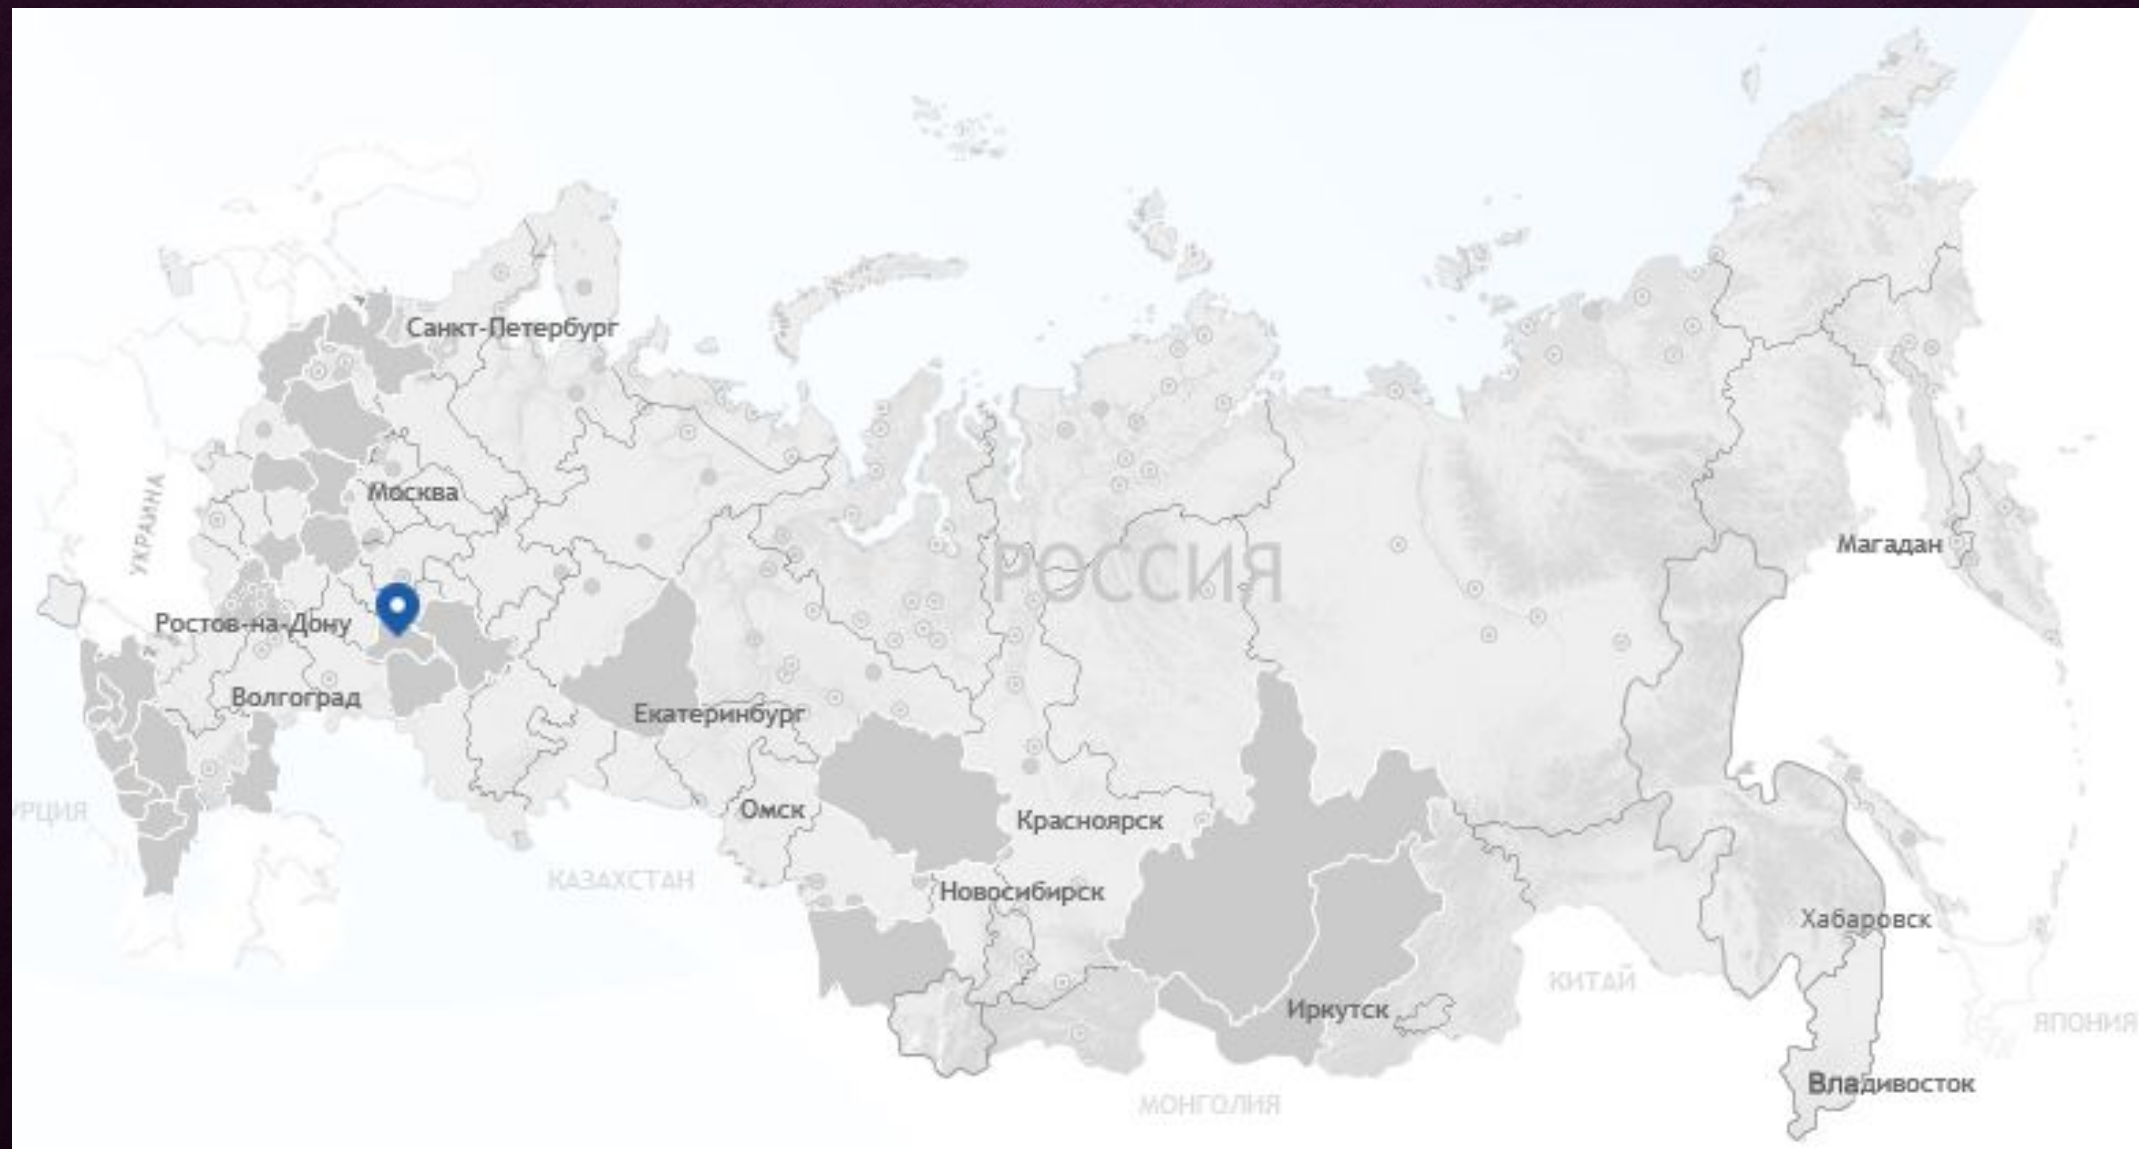 Санкт-Петербург
Москва
УКРАИНА
РОССИЯ
Магадан
Ростов-на-Дону
Волгоград
Екатеринбург
УРЦИЯ
Омск
Красноярск
КАЗАХСТАН
Новосибирск
Хабаровск
КИТАЙ
Иркутск
ЯПОНИЯ
Владивосток
МОНГОЛИЯ